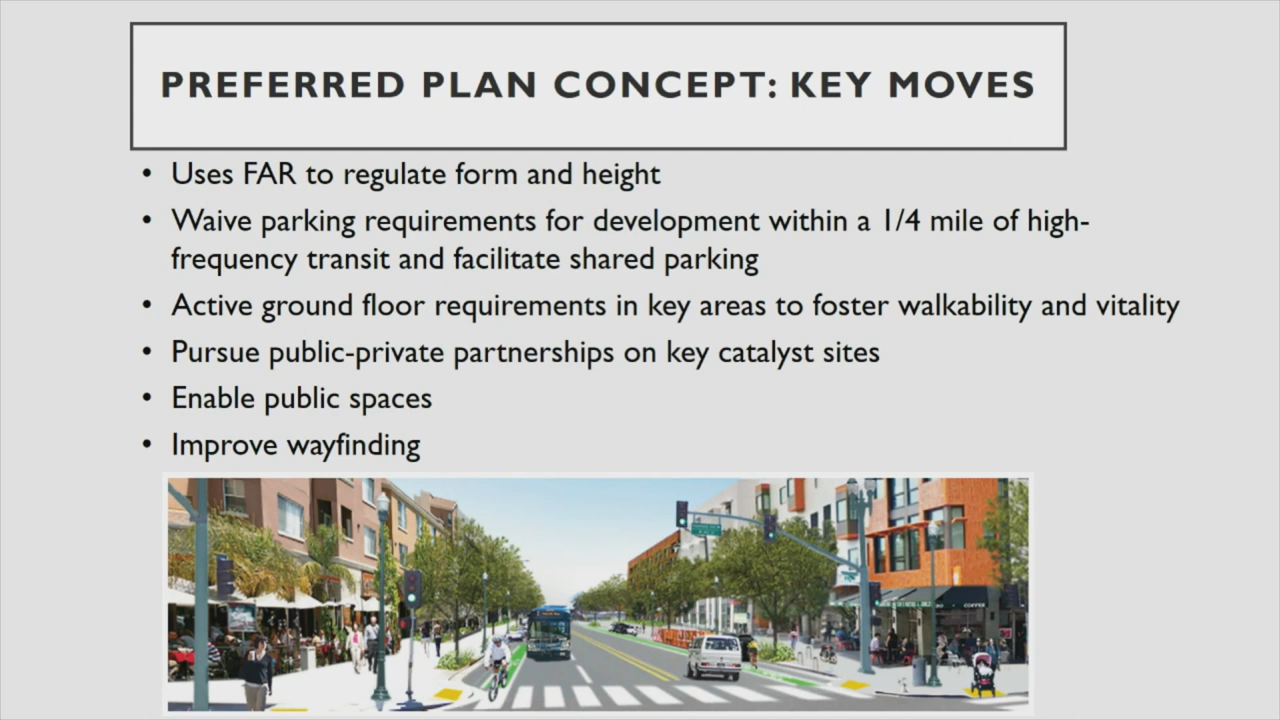 PREFERRED PLAN CONCEPT: KEY MOVES
• Uses FAR to regulate form and height
• Waive parking requirements for development within a 1/4 mile of high-
frequency transit and facilitate shared parking
• Active ground floor requirements in key areas to foster walkability and vitality
• Pursue public-private partnerships on key catalyst sites
• Enable public spaces
• Improve wayfinding
COFFEE